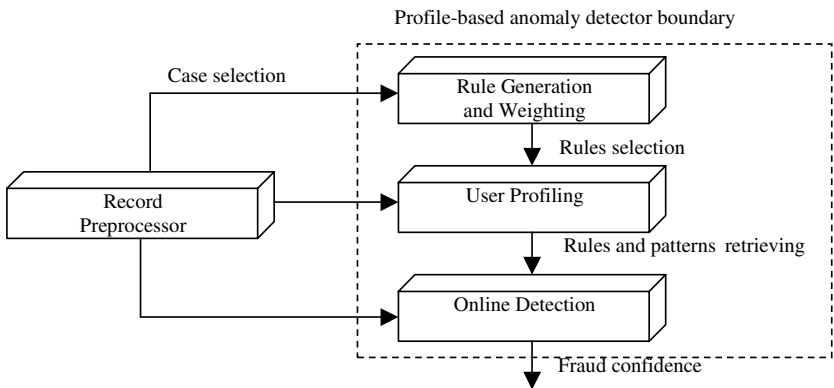 Profile-based anomaly detector boundary
Case selection
Rule Generation
and Weighting
Rules selection
Record
Preprocessor
User Profiling
Rules and patterns retrieving
Online Detection
Fraud confidence